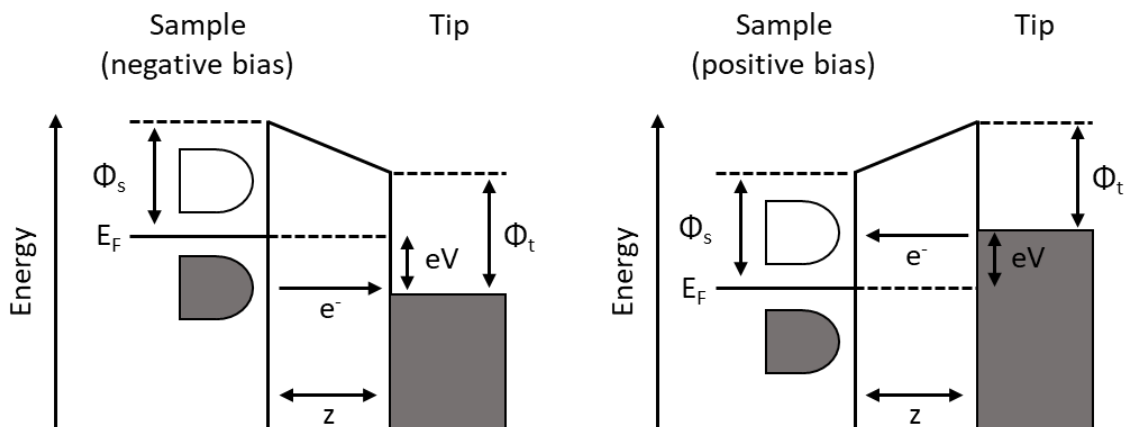 Sample
(negative bias)
Tip
Energy
Φs
EF
eV
Φt
e-
z
Sample
(positive bias)
Tip
Energy
Φs
EF
e-
eV
Φt
z